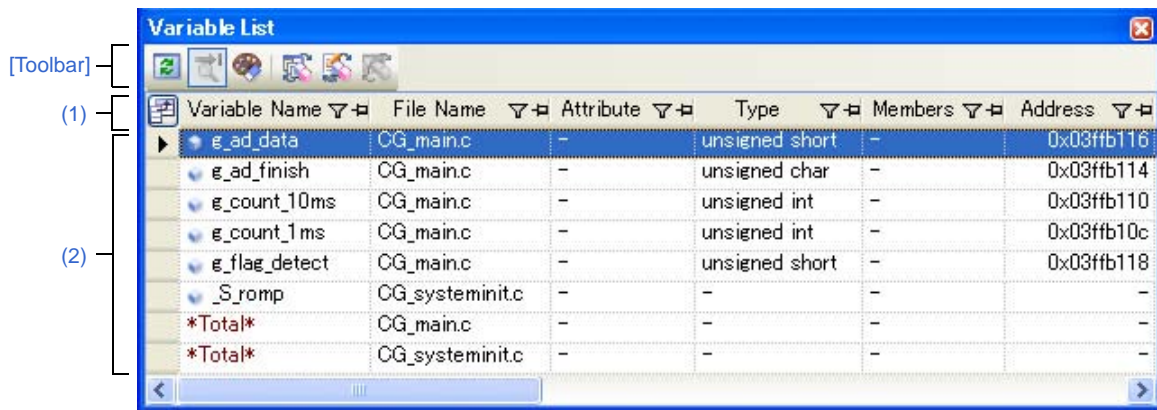 Variable List
[Toolbar]
(1)
Variable Name File Name Attribute Type Members Address
(2)
g_ad_data CG_main.c - unsigned short - 0x03ffb116
g_ad_finish CG_main.c - unsigned char - 0x03ffb114
g_count_10ms CG_main.c - unsigned int - 0x03ffb110
g_count_1ms CG_main.c - unsigned int - 0x03ffb10c
g_flag_detect CG_main.c - unsigned short - 0x03ffb118
_S_romp CG_systeminit.c - - - -
*Total* CG_main.c - - - -
*Total* CG_systeminit.c - - - -